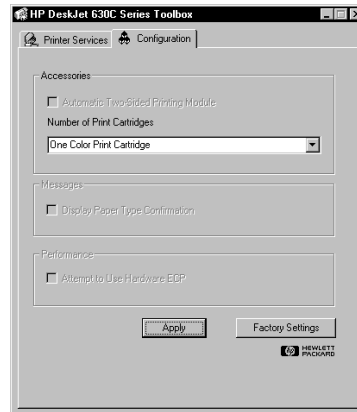 HP DeskJet 630C Series Toolbox
Printer Services
Configuration
Accessories
Automatic Two-Sided Printing Module
Number of Print Cartridges
One Color Print Cartridge
Messages
Display Paper Type Confirmation
Performance
Attempt to Use Hardware ECP
Apply
Factory Settings
hp HEWLETT
PACKARD